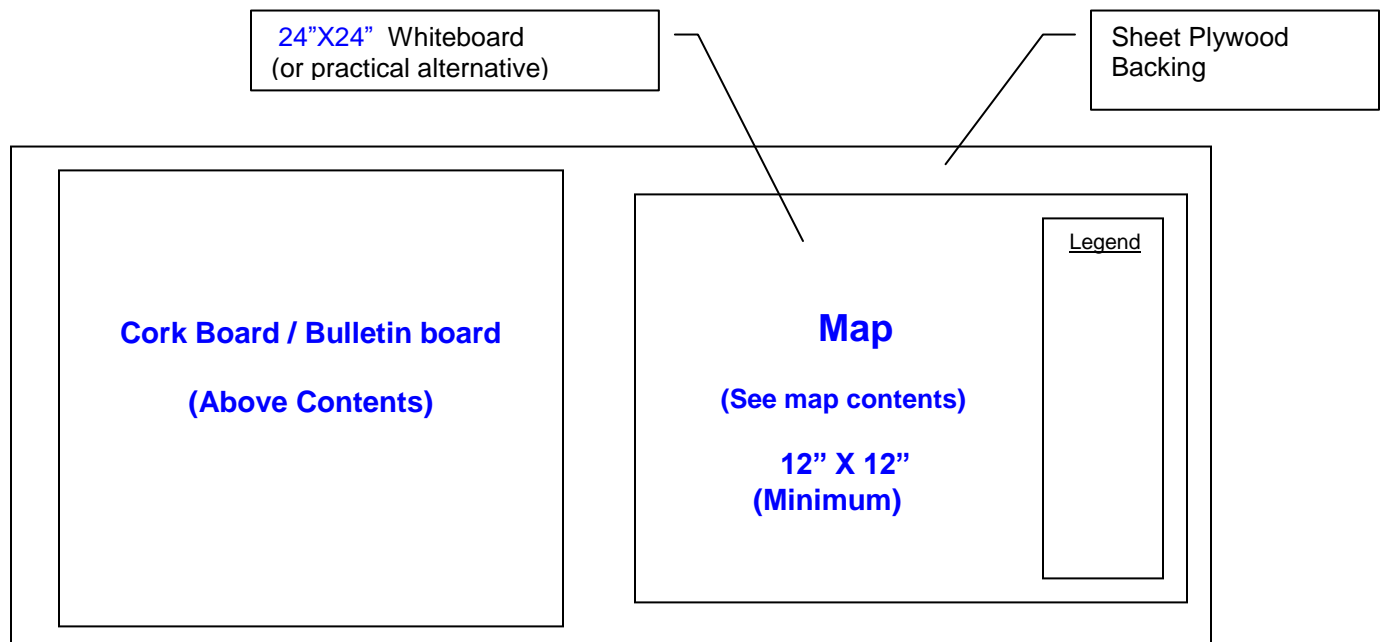 24”X24” Whiteboard
(or practical alternative)
Sheet Plywood
Backing
Cork Board / Bulletin board
(Above Contents)
Map
(See map contents)
12” X 12”
(Minimum)
Legend